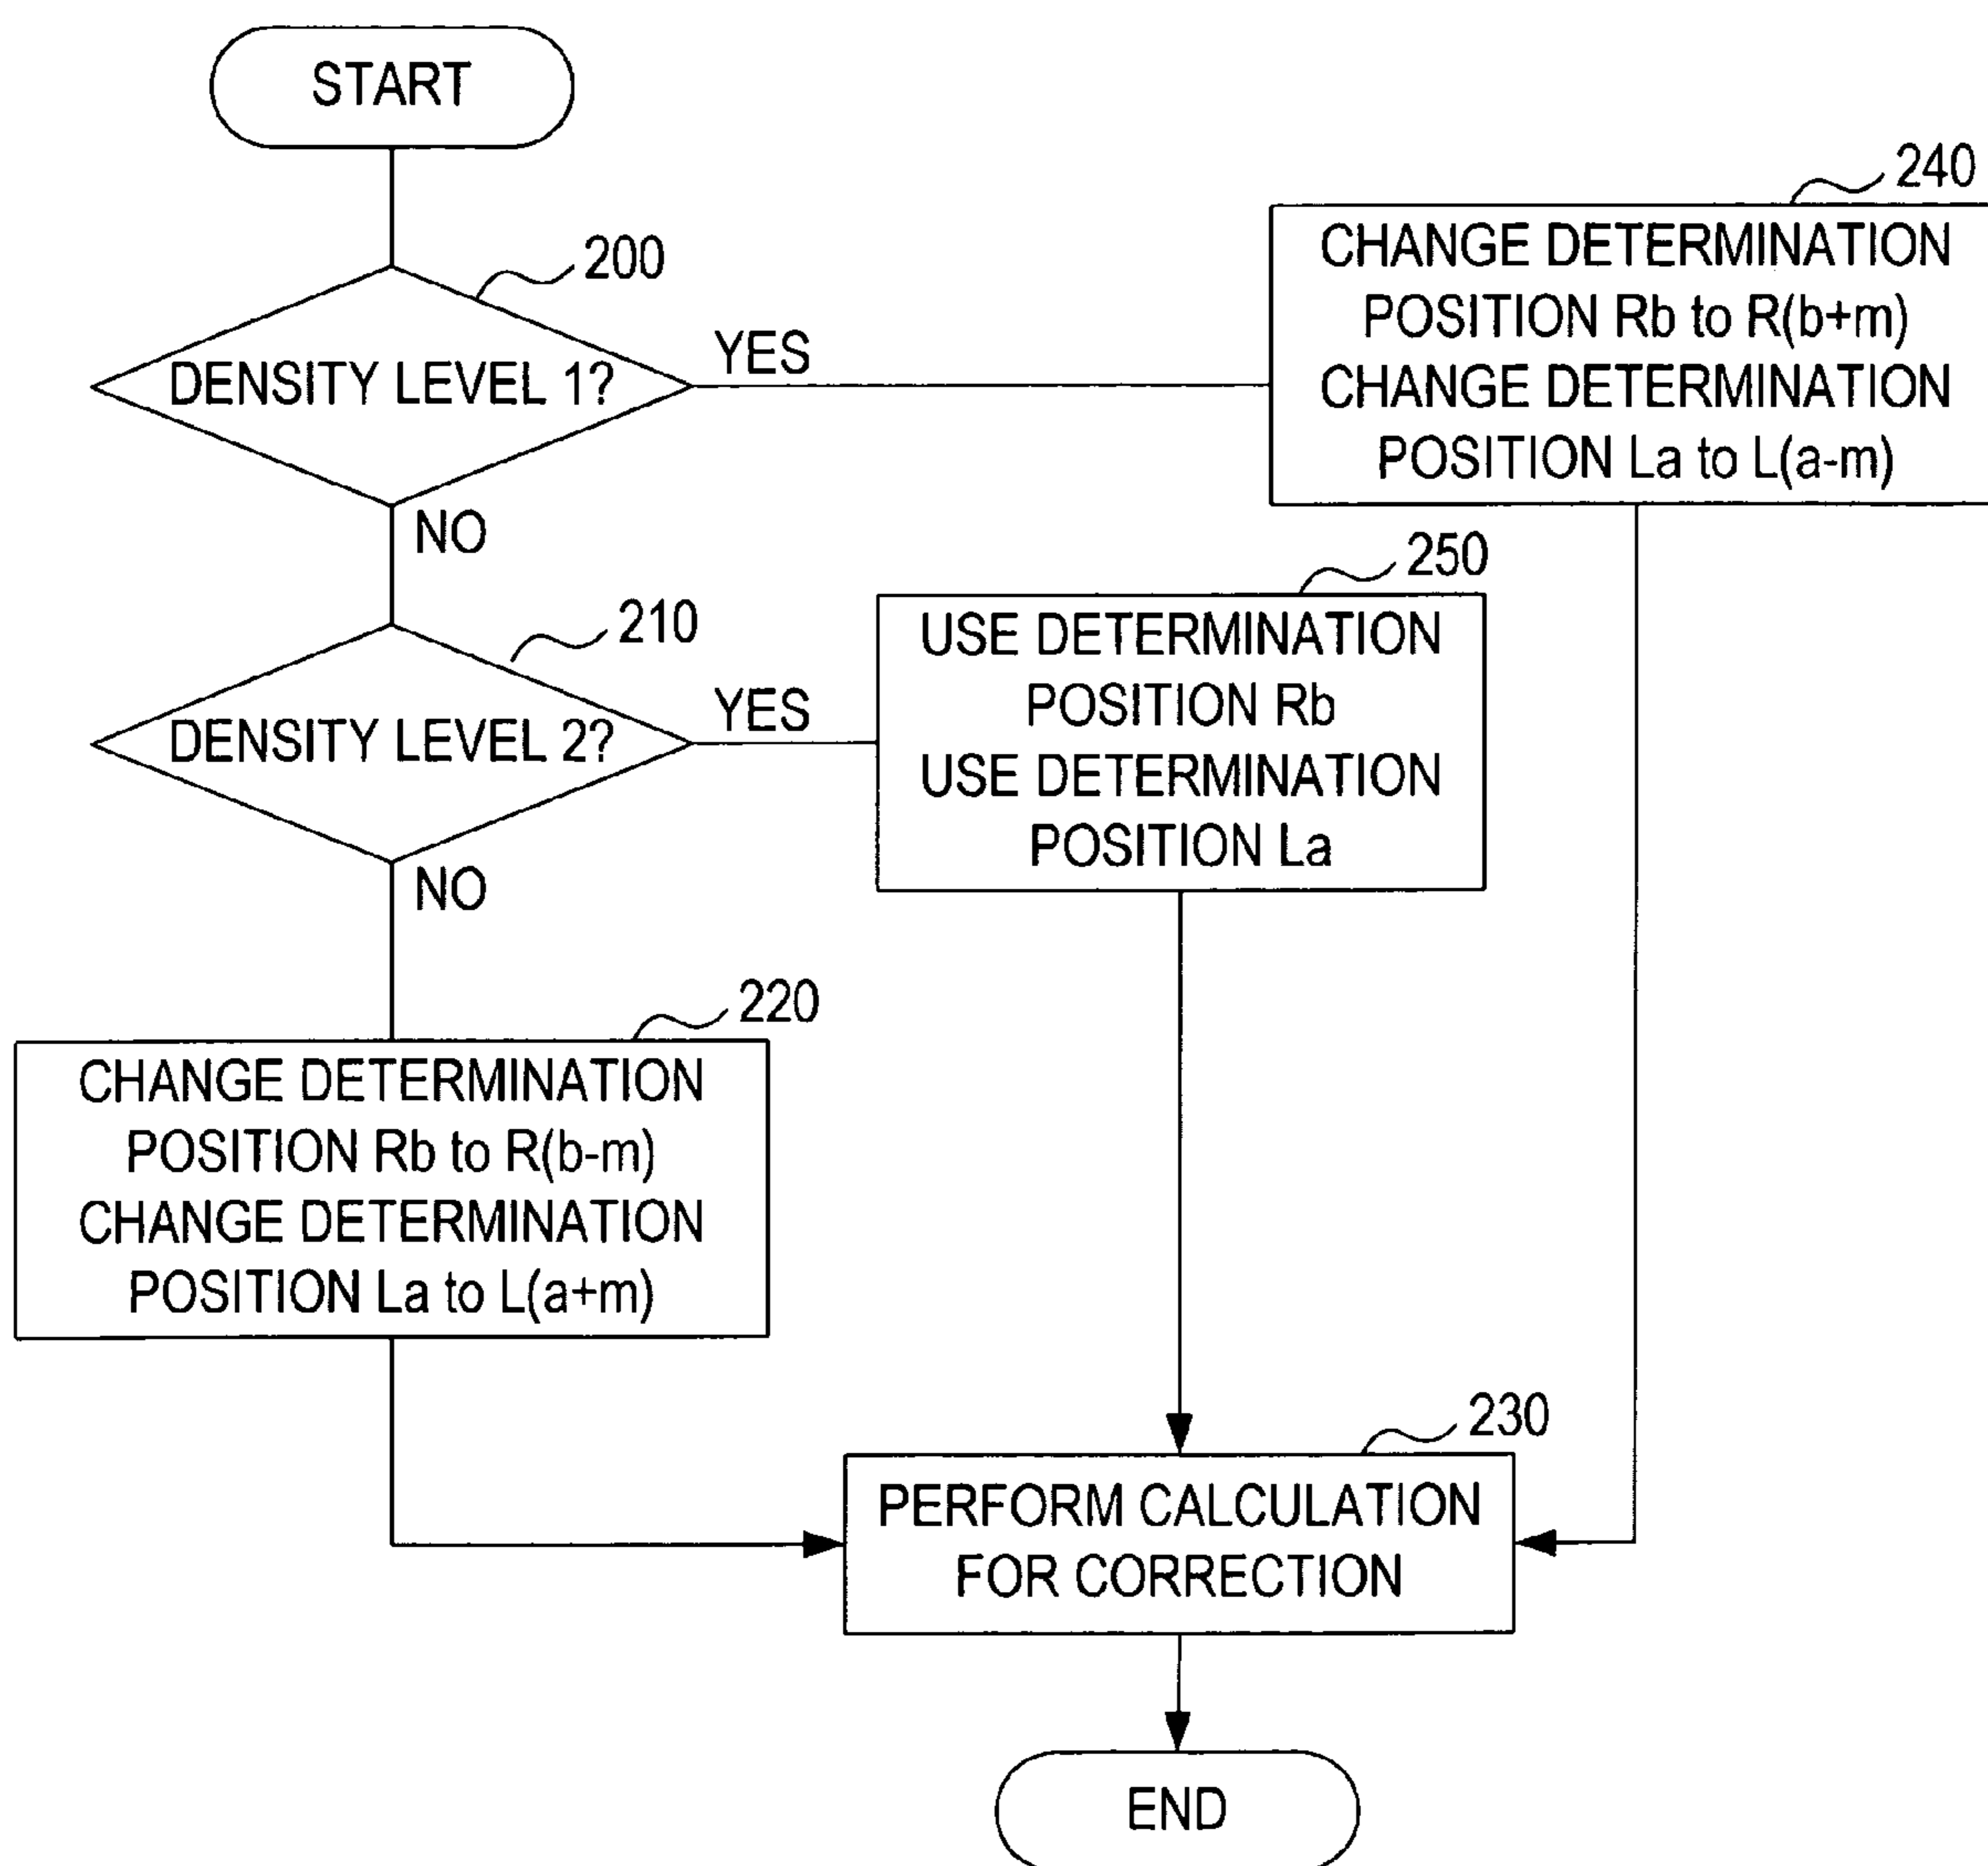 START
200
DENSITY LEVEL 1?
YES
NO
240
CHANGE DETERMINATION
POSITION Rb to R(b+m)
CHANGE DETERMINATION
POSITION La to L(a-m)
210
DENSITY LEVEL 2?
YES
NO
250
USE DETERMINATION
POSITION Rb
USE DETERMINATION
POSITION La
220
CHANGE DETERMINATION
POSITION Rb to R(b-m)
CHANGE DETERMINATION
POSITION La to L(a+m)
230
PERFORM CALCULATION
FOR CORRECTION
END